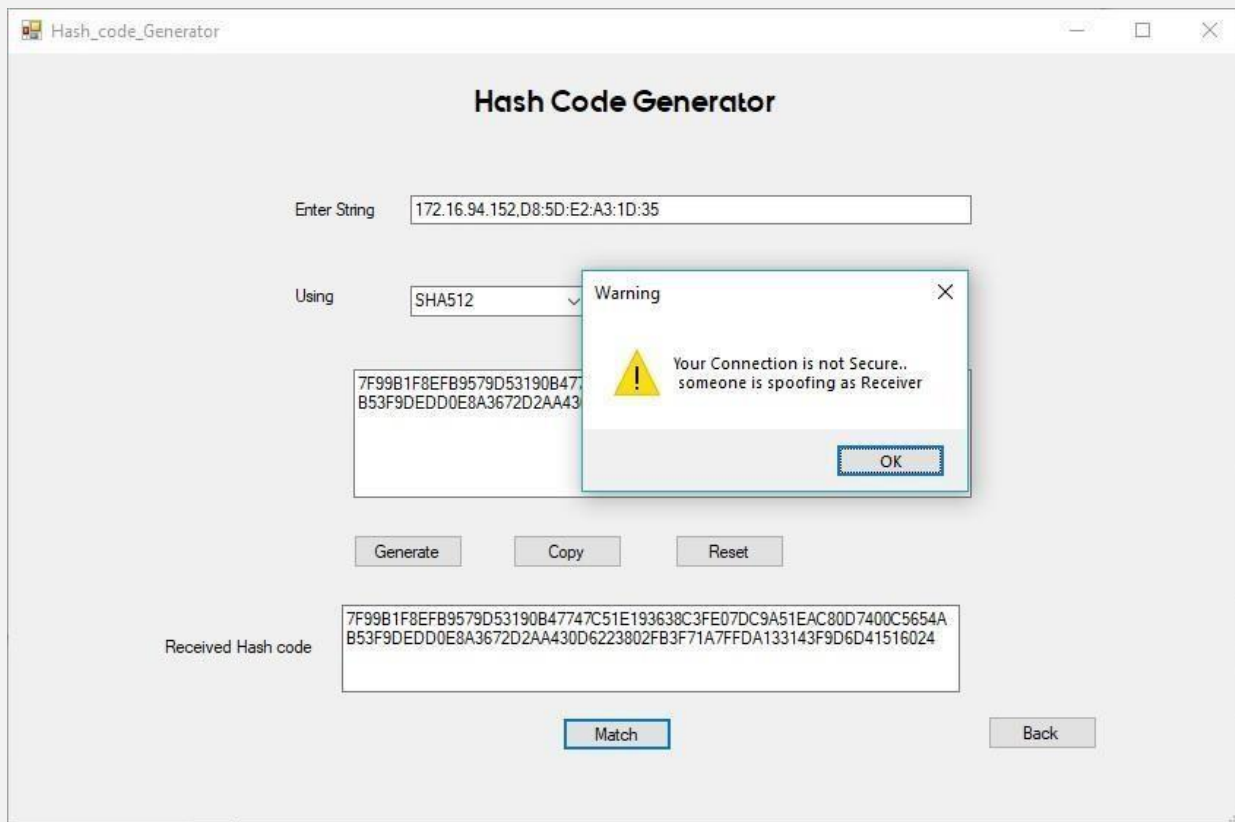 Hash_code_Generator
Hash Code Generator
Enter String
172.16.94.152,D8:5D:E2:A3:1D:35
Using
SHA512
Warning
Your Connection is not Secure..
someone is spoofing as Receiver
OK
7F99B1F8EFB9579D53190B477
B53F9DEDD0E8A3672D2AA430
Generate
Copy
Reset
Received Hash code
7F99B1F8EFB9579D53190B47747C51E193638C3FE07DC9A51EAC80D7400C5654A
B53F9DEDD0E8A3672D2AA430D6223802FB3F71A7FFDA133143F9D6D41516024
Match
Back